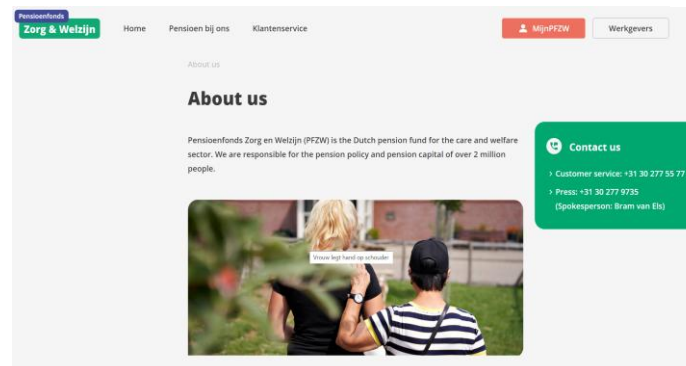 Pensioenfonds
Zorg & Welzijn
Home
Pensioen bij ons
Klantenservice
MijnPFZW
Werkgevers
About us
About us
Pensioenfonds Zorg en Welzijn (PFZW) is the Dutch pension fund for the care and welfare
sector. We are responsible for the pension policy and pension capital of over 2 million
people.
Contact us
› Customer service: +31 30 277 55 77
› Press: +31 30 277 9735
(Spokesperson: Bram van Els)
Vrouw legt hand op schouder